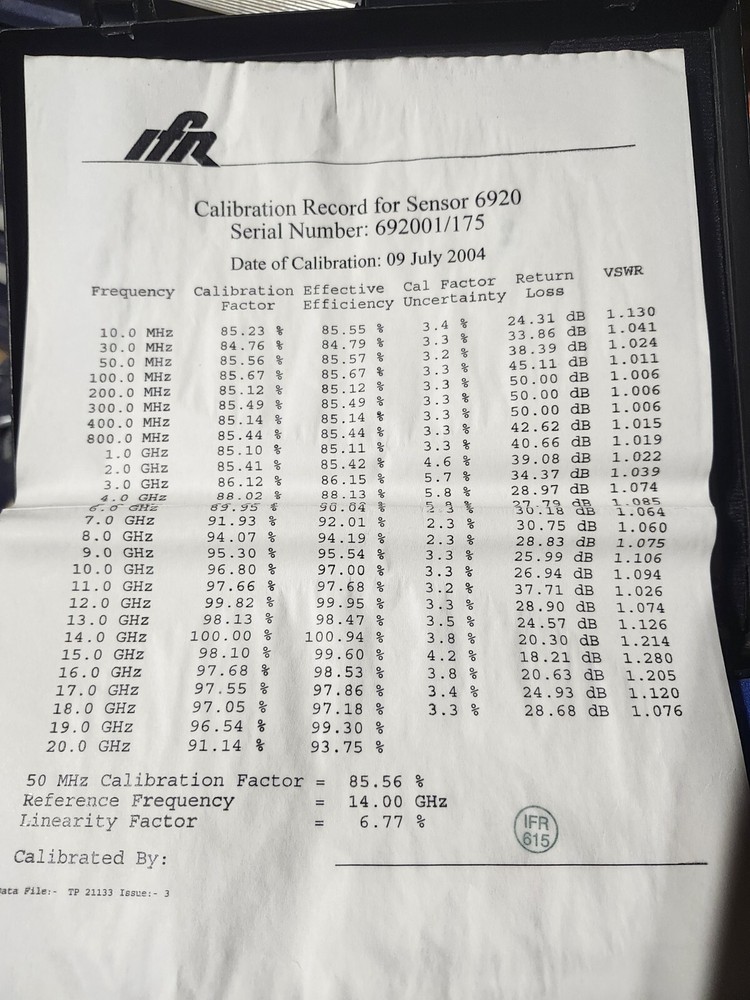 IFR
Calibration Record for Sensor 6920
Serial Number: 692001/175
Date of Calibration: 09 July 2004
Frequency Calibration Effective Cal Factor Return VSWR
Factor Efficiency Uncertainty Loss
10.0 MHz 85.23 % 85.55 % 3.4 % 24.31 dB 1.130
30.0 MHz 84.76 % 84.79 % 3.3 % 33.86 dB 1.041
50.0 MHz 85.56 % 85.57 % 3.2 % 38.39 dB 1.024
100.0 MHz 85.67 % 85.67 % 3.3 % 45.11 dB 1.011
200.0 MHz 85.12 % 85.12 % 3.3 % 50.00 dB 1.006
300.0 MHz 85.49 % 85.49 % 3.3 % 50.00 dB 1.006
400.0 MHz 85.14 % 85.14 % 3.3 % 50.00 dB 1.006
800.0 MHz 85.44 % 85.44 % 3.3 % 42.62 dB 1.015
1.0 GHz 85.10 % 85.11 % 3.3 % 40.66 dB 1.019
2.0 GHz 85.41 % 85.42 % 4.6 % 39.08 dB 1.022
3.0 GHz 86.12 % 86.15 % 5.7 % 34.37 dB 1.039
4.0 GHz 88.02 % 88.13 % 5.8 % 28.97 dB 1.074
27.79 dB 1.085
6.0 GHz 89.95 % 90.04 % 30.18 dB 1.064
7.0 GHz 91.93 % 92.01 % 2.3 % 30.75 dB 1.060
8.0 GHz 94.07 % 94.19 % 2.3 % 28.83 dB 1.075
9.0 GHz 95.30 % 95.54 % 3.3 % 25.99 dB 1.106
10.0 GHz 96.80 % 97.00 % 3.3 % 26.94 dB 1.094
11.0 GHz 97.66 % 97.68 % 3.2 % 37.71 dB 1.026
12.0 GHz 99.82 % 99.95 % 3.3 % 28.90 dB 1.074
13.0 GHz 98.13 % 98.47 % 3.5 % 24.57 dB 1.126
14.0 GHz 100.00 % 100.94 % 3.8 % 20.30 dB 1.214
15.0 GHz 98.10 % 99.60 % 4.2 % 18.21 dB 1.280
16.0 GHz 97.68 % 98.53 % 3.8 % 20.63 dB 1.205
17.0 GHz 97.55 % 97.86 % 3.4 % 24.93 dB 1.120
18.0 GHz 97.05 % 97.18 % 3.3 % 28.68 dB 1.076
19.0 GHz 96.54 % 99.30 %
20.0 GHz 91.14 % 93.75 %
50 MHz Calibration Factor = 85.56 %
Reference Frequency = 14.00 GHz
Linearity Factor = 6.77 %
IFR
615
Calibrated By:
ata File:- TP 21133 Issue:- 3